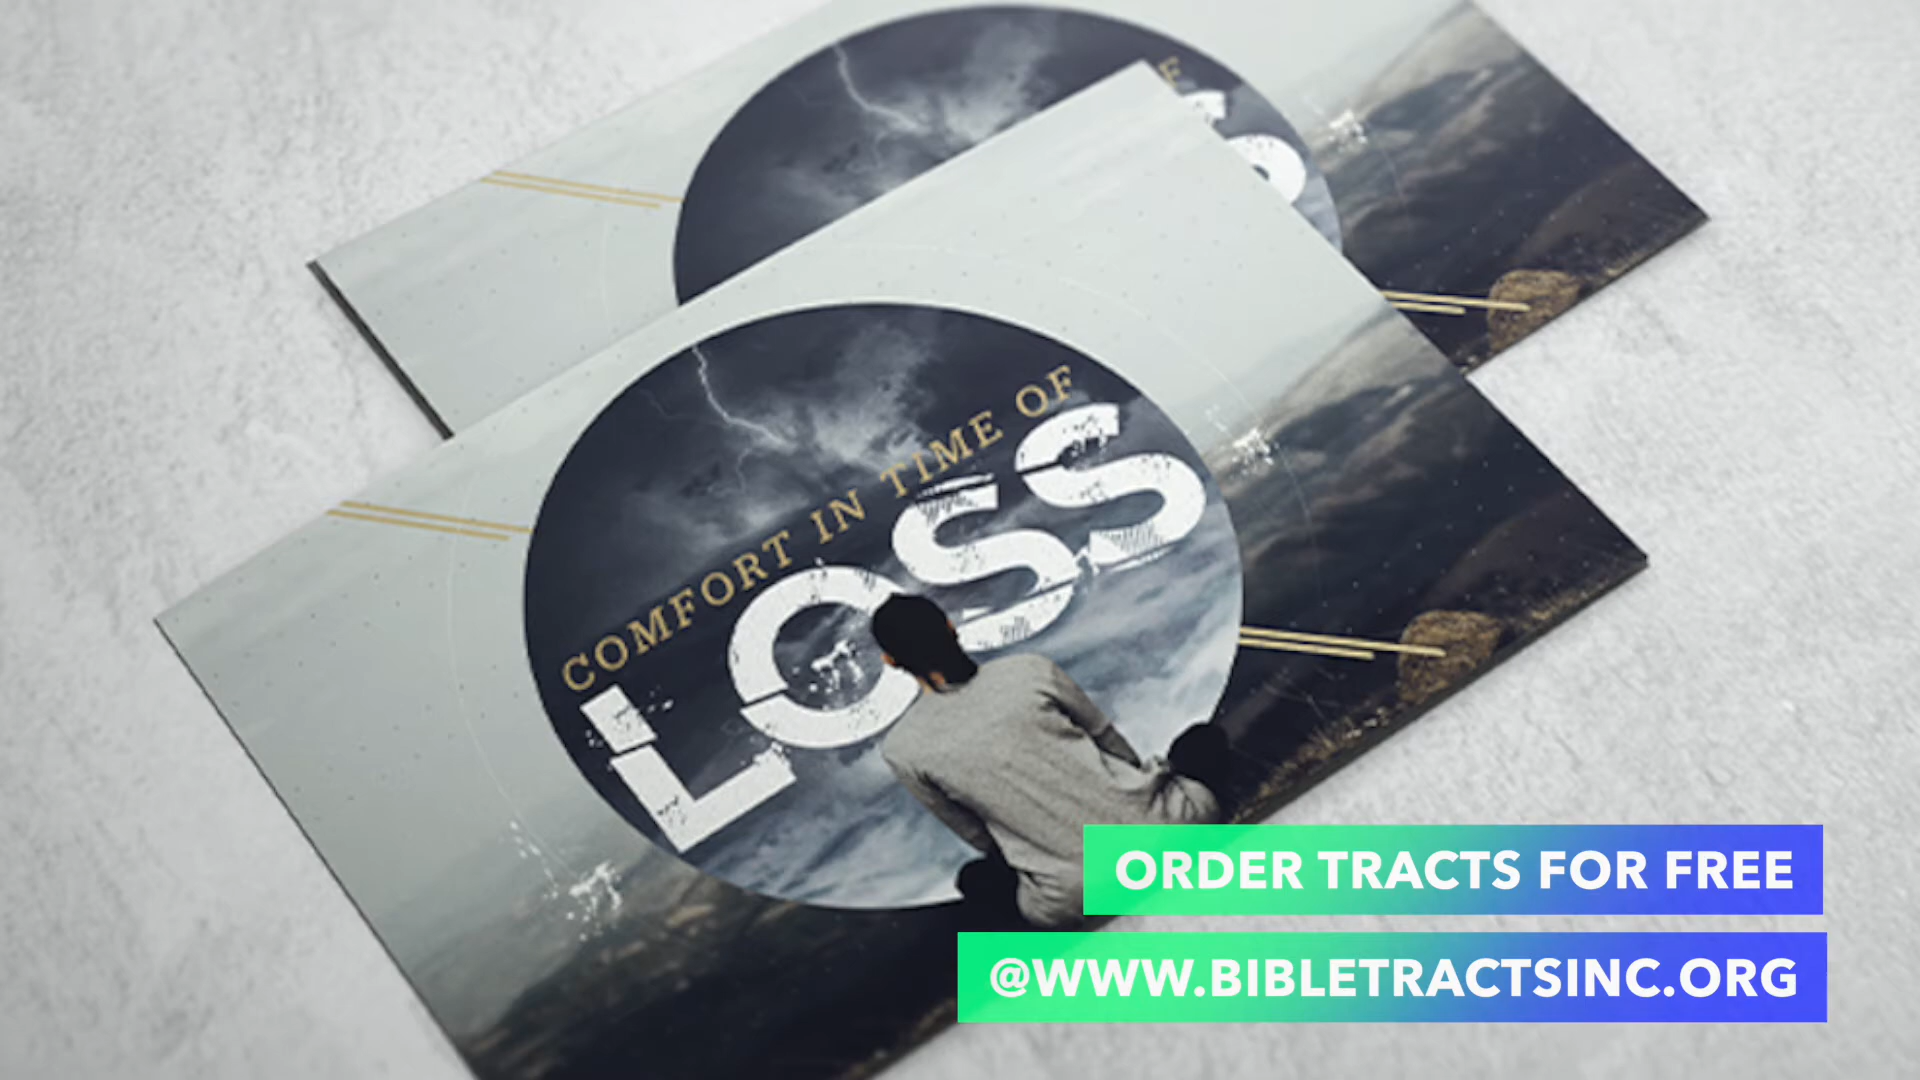 F
S
COMFORT IN TIME OF
LOSS
ORDER TRACTS FOR FREE
@WWW.BIBLETRACTSINC.ORG